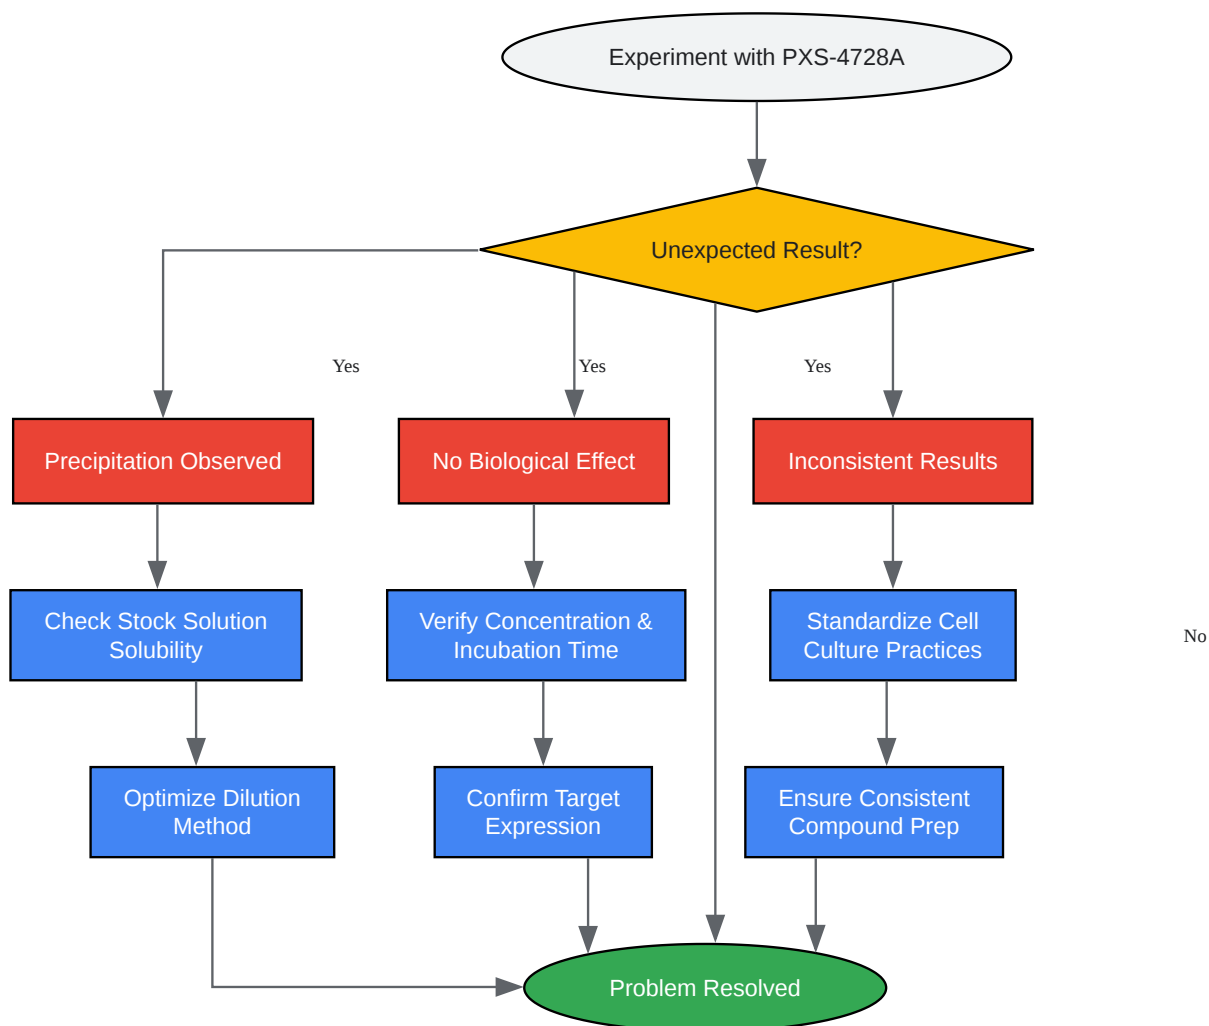 Experiment with PXS-4728A
Unexpected Result?
Yes
Yes
Yes
Precipitation Observed
No Biological Effect
Inconsistent Results
Check Stock Solution
Solubility
Verify Concentration &
Incubation Time
Standardize Cell
Culture Practices
No
Optimize Dilution
Method
Confirm Target
Expression
Ensure Consistent
Compound Prep
Problem Resolved